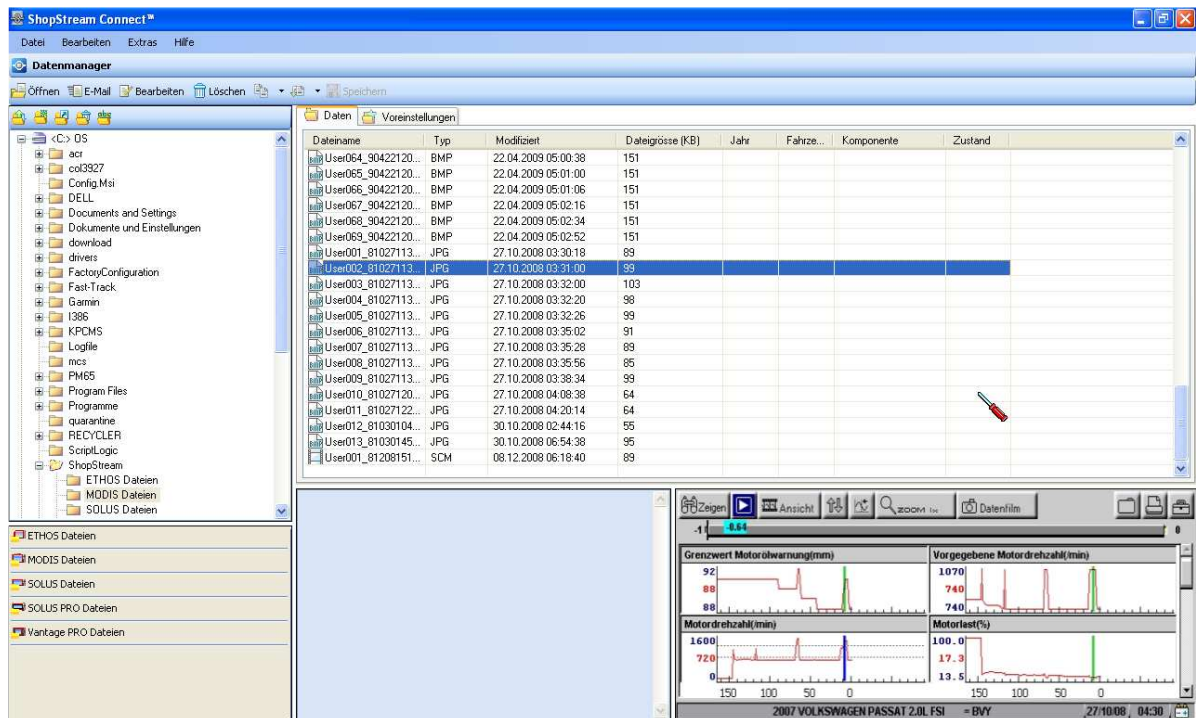 ShopStream Connect™
Datei Bearbeiten Extras Hilfe
Datenmanager
Öffnen E-Mail Bearbeiten Löschen Speichern
Daten Voreinstellungen
<C:> OS
acr
col3927
Config.Msi
DELL
Documents and Settings
Dokumente und Einstellungen
download
drivers
FactoryConfiguration
Fast-Track
Garmin
I386
KPCMS
Logfile
mcs
PM65
Program Files
Programme
quarantine
RECYCLER
ScriptLogic
ShopStream
ETHOS Dateien
MODIS Dateien
SOLUS Dateien
ETHOS Dateien
MODIS Dateien
SOLUS Dateien
SOLUS PRO Dateien
Vantage PRO Dateien
Dateiname Typ Modifiziert Dateigrösse (KB) Jahr Fahrze... Komponente Zustand
User064_90422120... BMP 22.04.2009 05:00:38 151
User065_90422120... BMP 22.04.2009 05:01:00 151
User066_90422120... BMP 22.04.2009 05:01:06 151
User067_90422120... BMP 22.04.2009 05:02:16 151
User068_90422120... BMP 22.04.2009 05:02:34 151
User069_90422120... BMP 22.04.2009 05:02:52 151
User001_81027113... JPG 27.10.2008 03:30:18 89
User002_81027113... JPG 27.10.2008 03:31:00 99
User003_81027113... JPG 27.10.2008 03:32:00 103
User004_81027113... JPG 27.10.2008 03:32:20 98
User005_81027113... JPG 27.10.2008 03:32:26 99
User006_81027113... JPG 27.10.2008 03:35:02 91
User007_81027113... JPG 27.10.2008 03:35:28 89
User008_81027113... JPG 27.10.2008 03:35:56 85
User009_81027113... JPG 27.10.2008 03:38:34 99
User010_81027120... JPG 27.10.2008 04:08:38 64
User011_81027122... JPG 27.10.2008 04:20:14 64
User012_81030104... JPG 30.10.2008 02:44:16 55
User013_81030145... JPG 30.10.2008 06:54:38 95
User001_81208151... SCM 08.12.2008 06:18:40 89
Zeigen Ansicht ZOOM 1x Datenfilm
-8.64 0
Grenzwert Motorölwarnung(mm)
92
88
88
Vorgegebene Motordrehzahl(/min)
1070
740
740
Motordrehzahl(/min)
1600
720
0
150 100 50 0
Motorlast(%)
100.0
17.3
13.5
150 100 50 0
2007 VOLKSWAGEN PASSAT 2.0L FSI = BVY 27/10/08 04:30